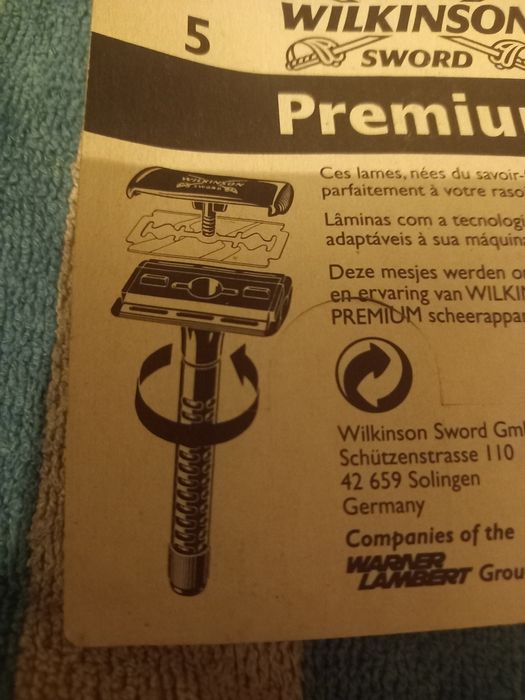 5
WILKINSON
SWORD
Premiu
WILKINSON
SWORD
Ces lames, nées du savoir-
parfaitement à votre raso
Lâminas com a tecnologi
adaptáveis à sua máquina
Deze mesjes werden o
en ervaring van WILKI
PREMIUM scheerappar
Wilkinson Sword Gm
Schützenstrasse 110
42 659 Solingen
Germany
Companies of the
WARNER
LAMBERT Grou